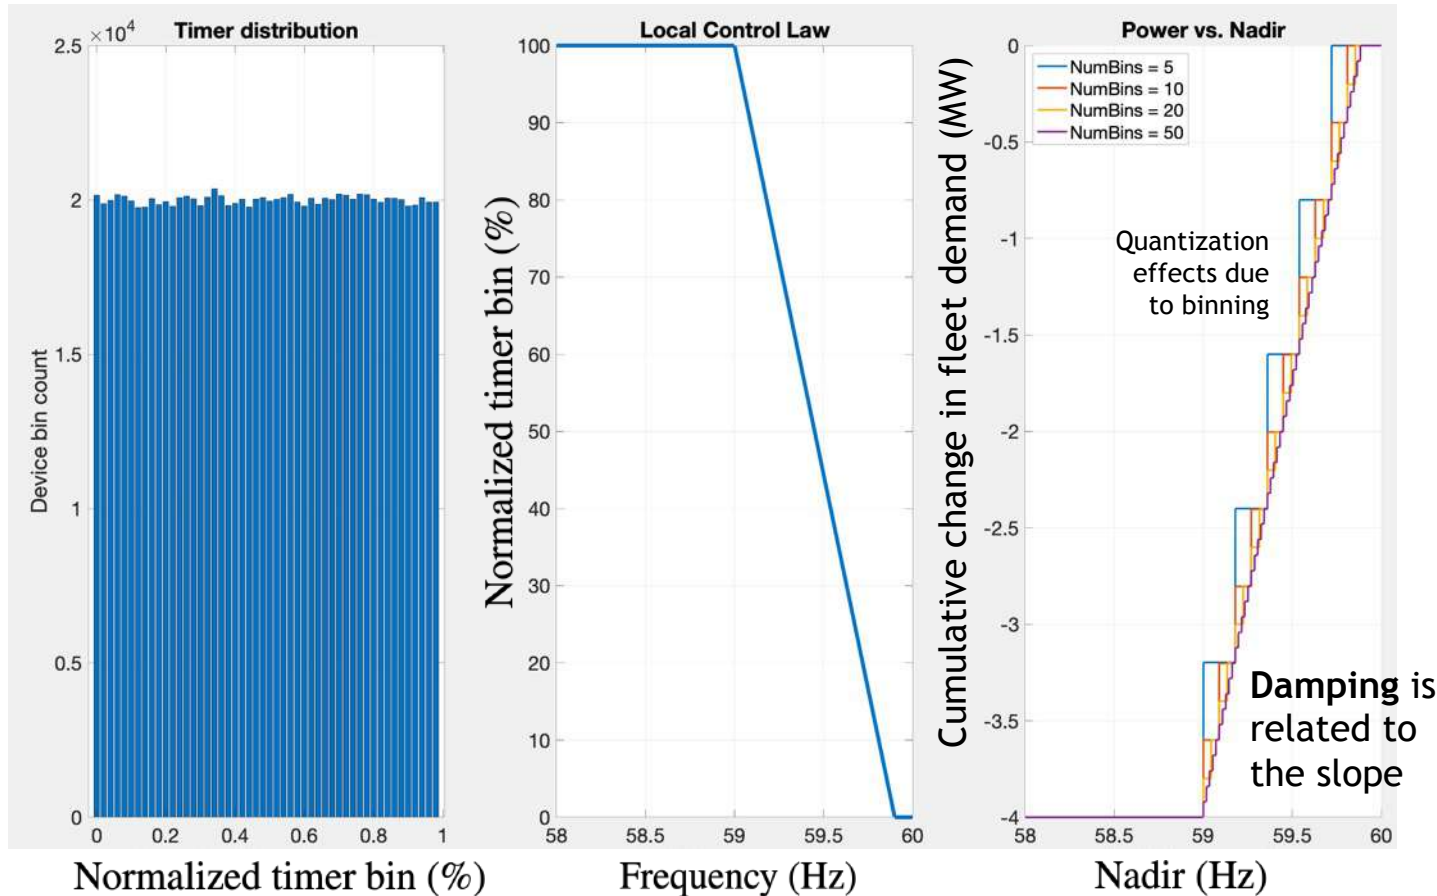 Timer distribution
×10⁴
2.5
2
1.5
1
0.5
0
Device bin count
0
0.2
0.4
0.6
0.8
1
Normalized timer bin (%)
Local Control Law
100
90
80
70
60
50
40
30
20
10
0
Normalized timer bin (%)
58
58.5
59
59.5
60
Frequency (Hz)
Power vs. Nadir
0
-0.5
-1
-1.5
-2
-2.5
-3
-3.5
-4
Cumulative change in fleet demand (MW)
NumBins = 5
NumBins = 10
NumBins = 20
NumBins = 50
Quantization
effects due
to binning
Damping is
related to
the slope
58
58.5
59
59.5
60
Nadir (Hz)